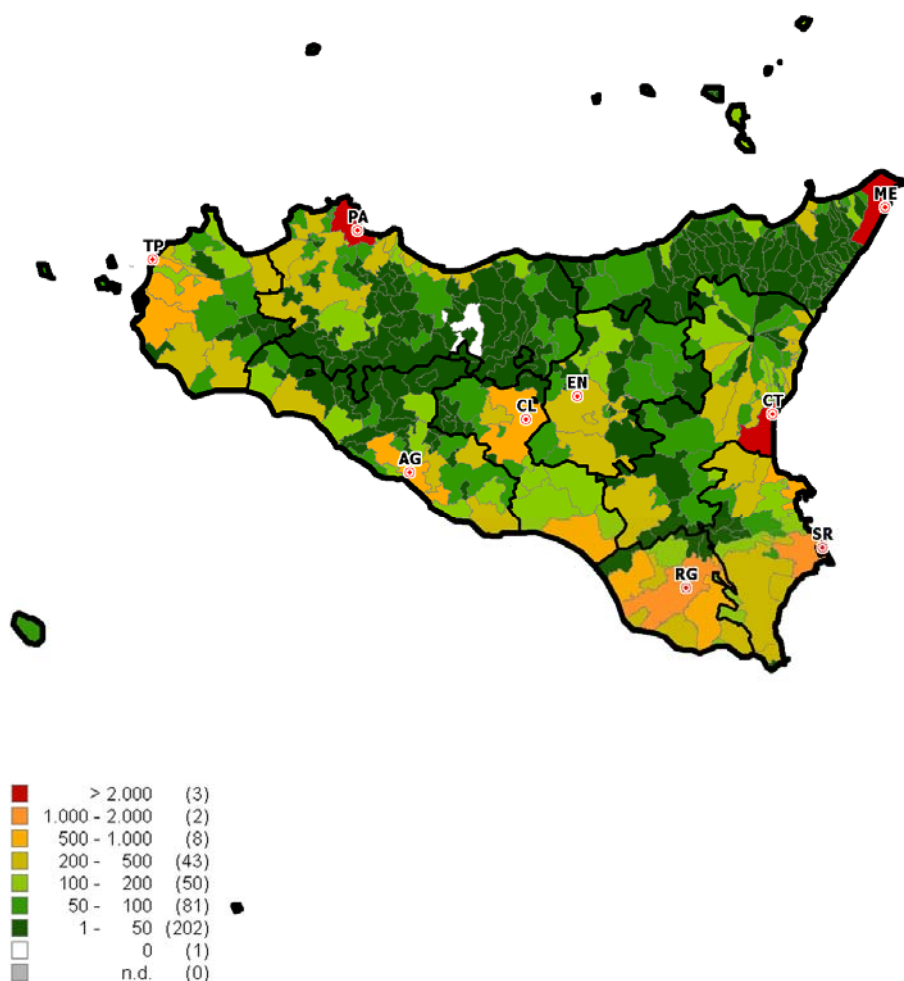 ME
PA
TP
EN
CL
CT
AG
SR
RG
> 2.000 (3)
1.000 - 2.000 (2)
500 - 1.000 (8)
200 - 500 (43)
100 - 200 (50)
50 - 100 (81)
1 - 50 (202)
0 (1)
n.d. (0)